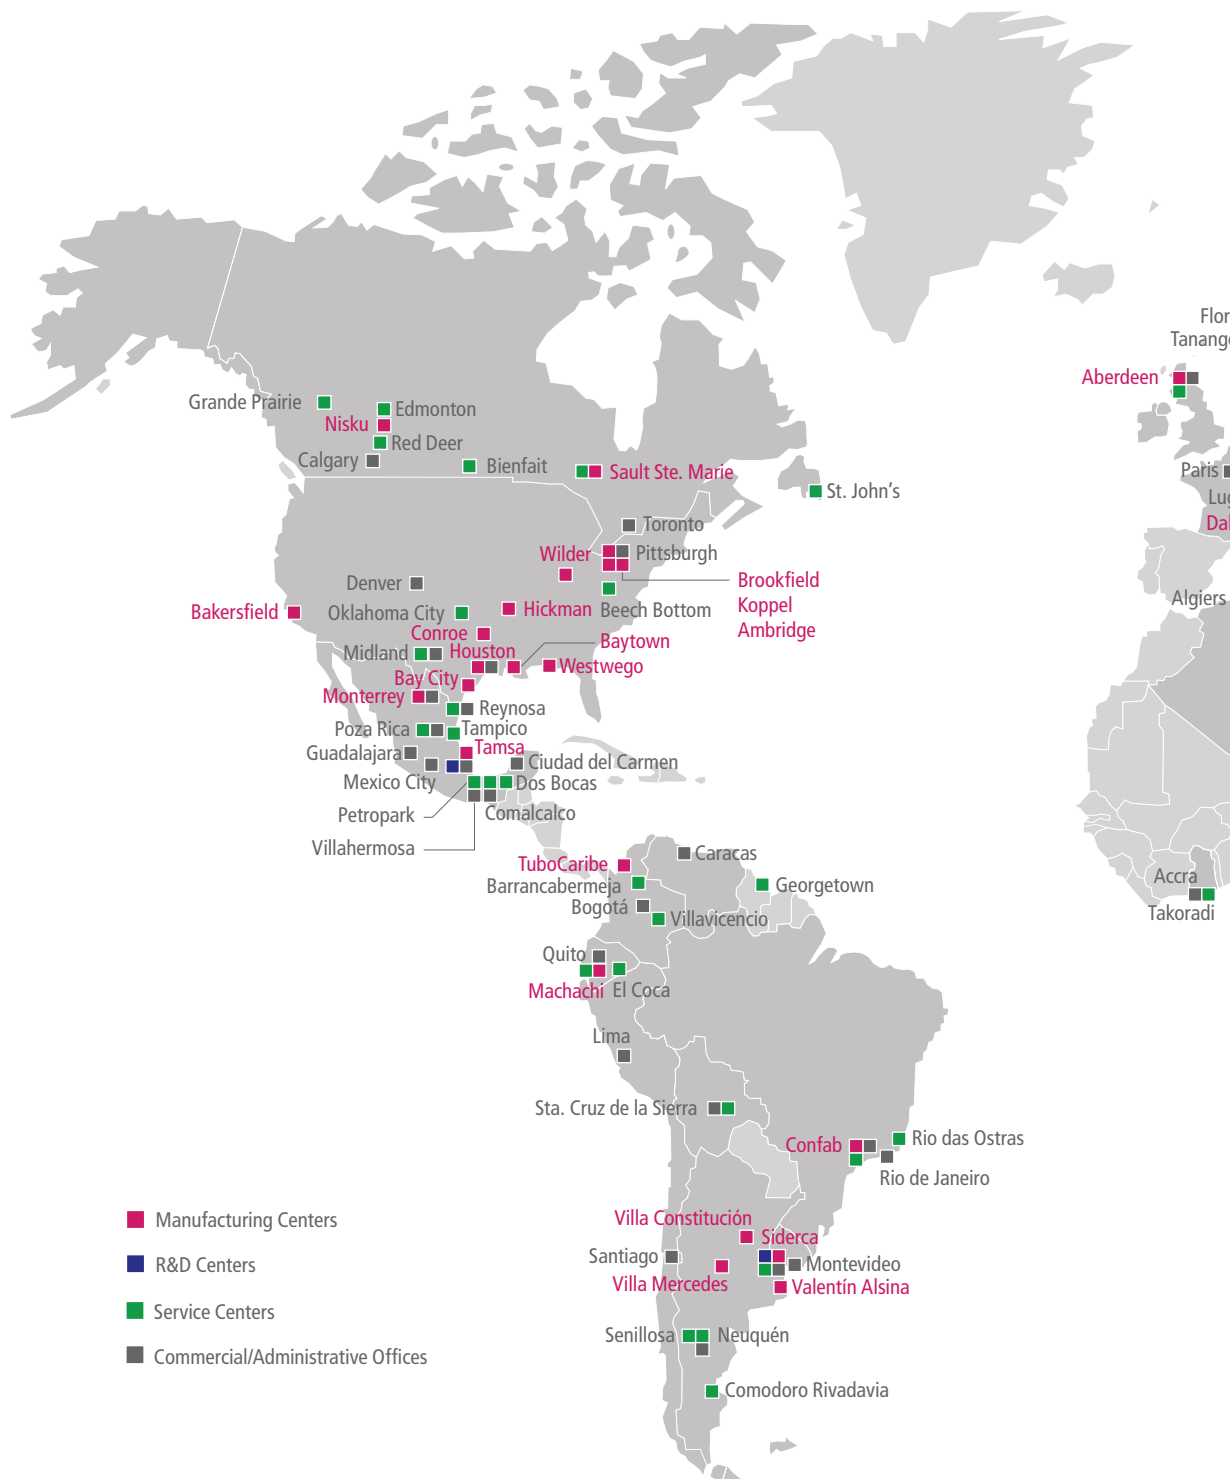 Flor
Tanange
Aberdeen
Grande Prairie
Edmonton
Nisku
Red Deer
Calgary
Bienfait
Sault Ste. Marie
Paris
St. John's
Lug
Toronto
Dal
Wilder
Pittsburgh
Denver
Brookfield
Koppel
Ambridge
Algiers
Bakersfield
Oklahoma City
Hickman
Beech Bottom
Conroe
Baytown
Midland
Houston
Westwego
Bay City
Monterrey
Reynosa
Poza Rica
Tampico
Guadalajara
Tamsa
Ciudad del Carmen
Mexico City
Dos Bocas
Petropark
Comalcalco
Villahermosa
Caracas
TuboCaribe
Barrancabermeja
Georgetown
Accra
Bogotá
Villavicencio
Takoradi
Quito
Machachi
El Coca
Lima
Sta. Cruz de la Sierra
Confab
Rio das Ostras
Rio de Janeiro
Villa Constitución
Siderca
Santiago
Montevideo
Villa Mercedes
Valentín Alsina
Senillosa
Neuquén
Comodoro Rivadavia
Manufacturing Centers
R&D Centers
Service Centers
Commercial/Administrative Offices